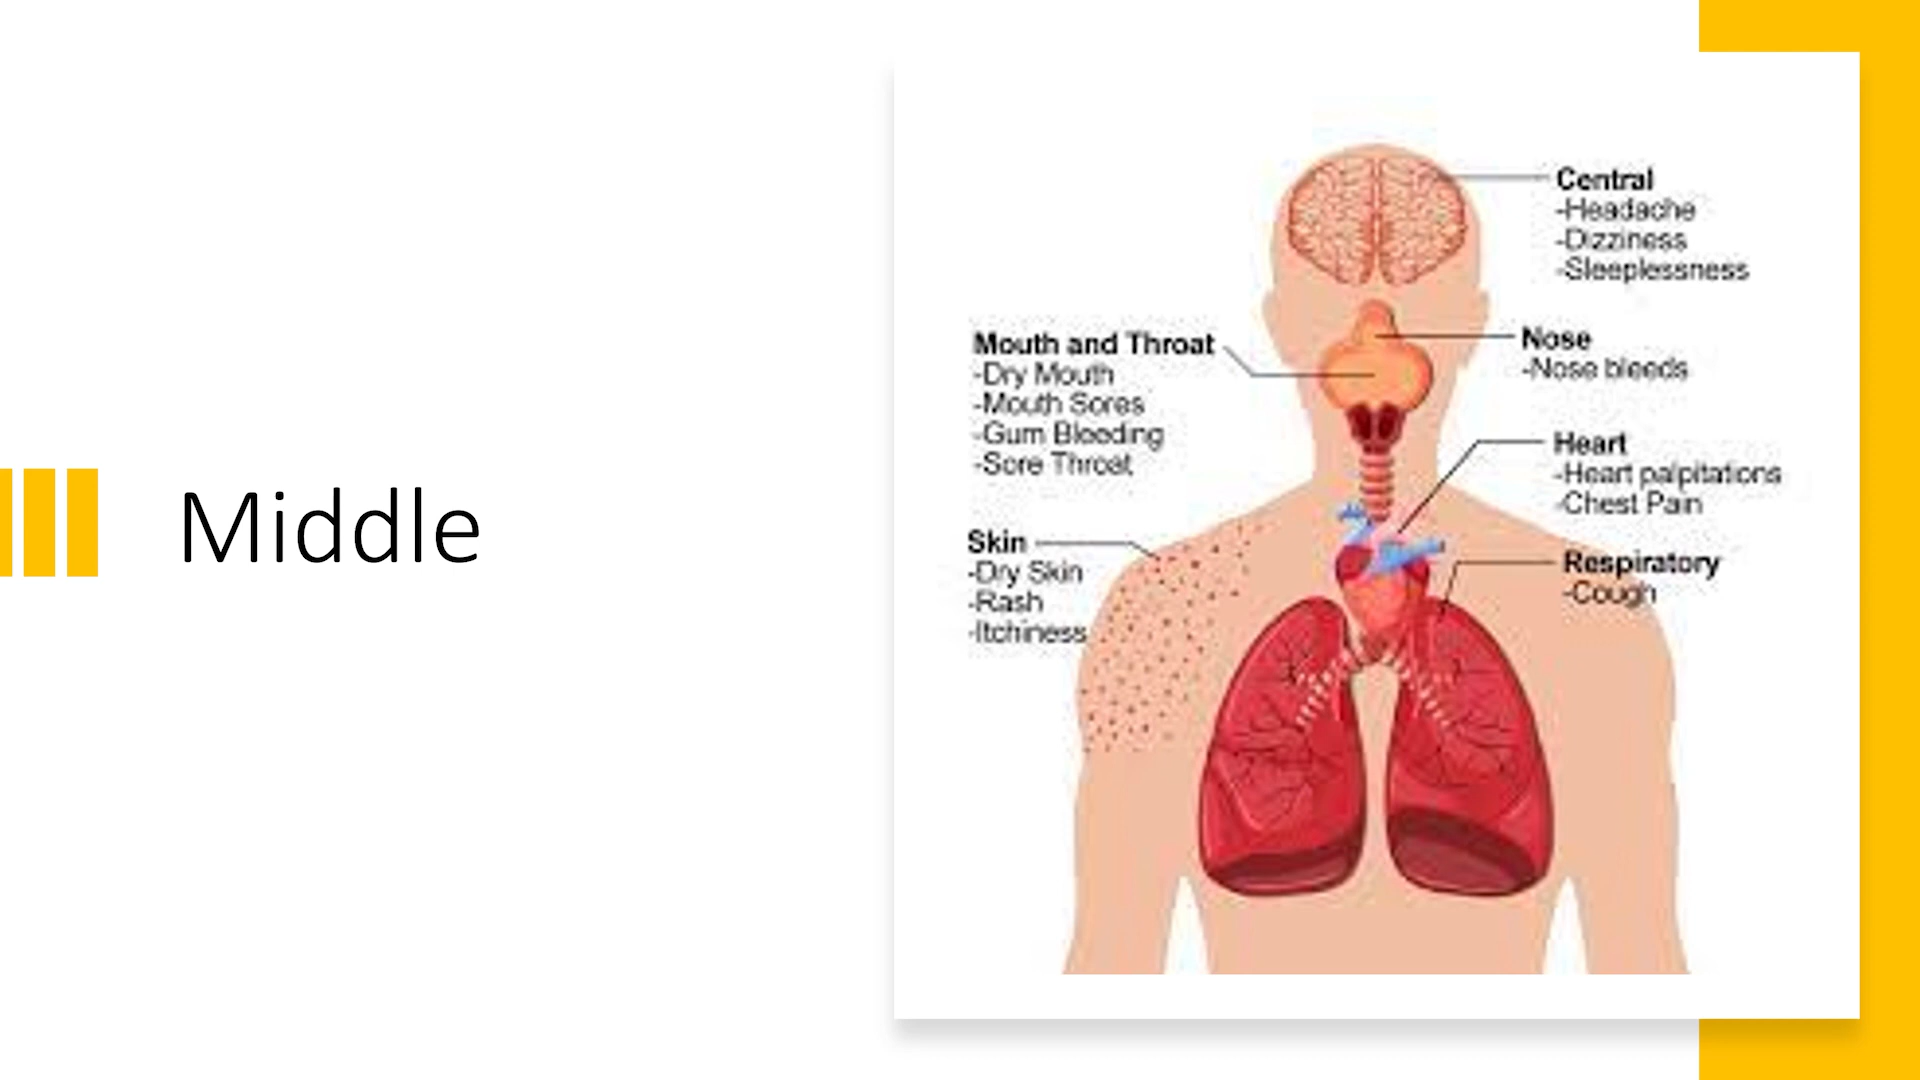 Middle
Central
-Headache
-Dizziness
-Sleeplessness
Mouth and Throat
-Dry Mouth
-Mouth Sores
-Gum Bleeding
-Sore Throat
Nose
-Nose bleeds
Heart
-Heart palpitations
-Chest Pain
Skin
-Dry Skin
-Rash
-Itchiness
Respiratory
-Cough